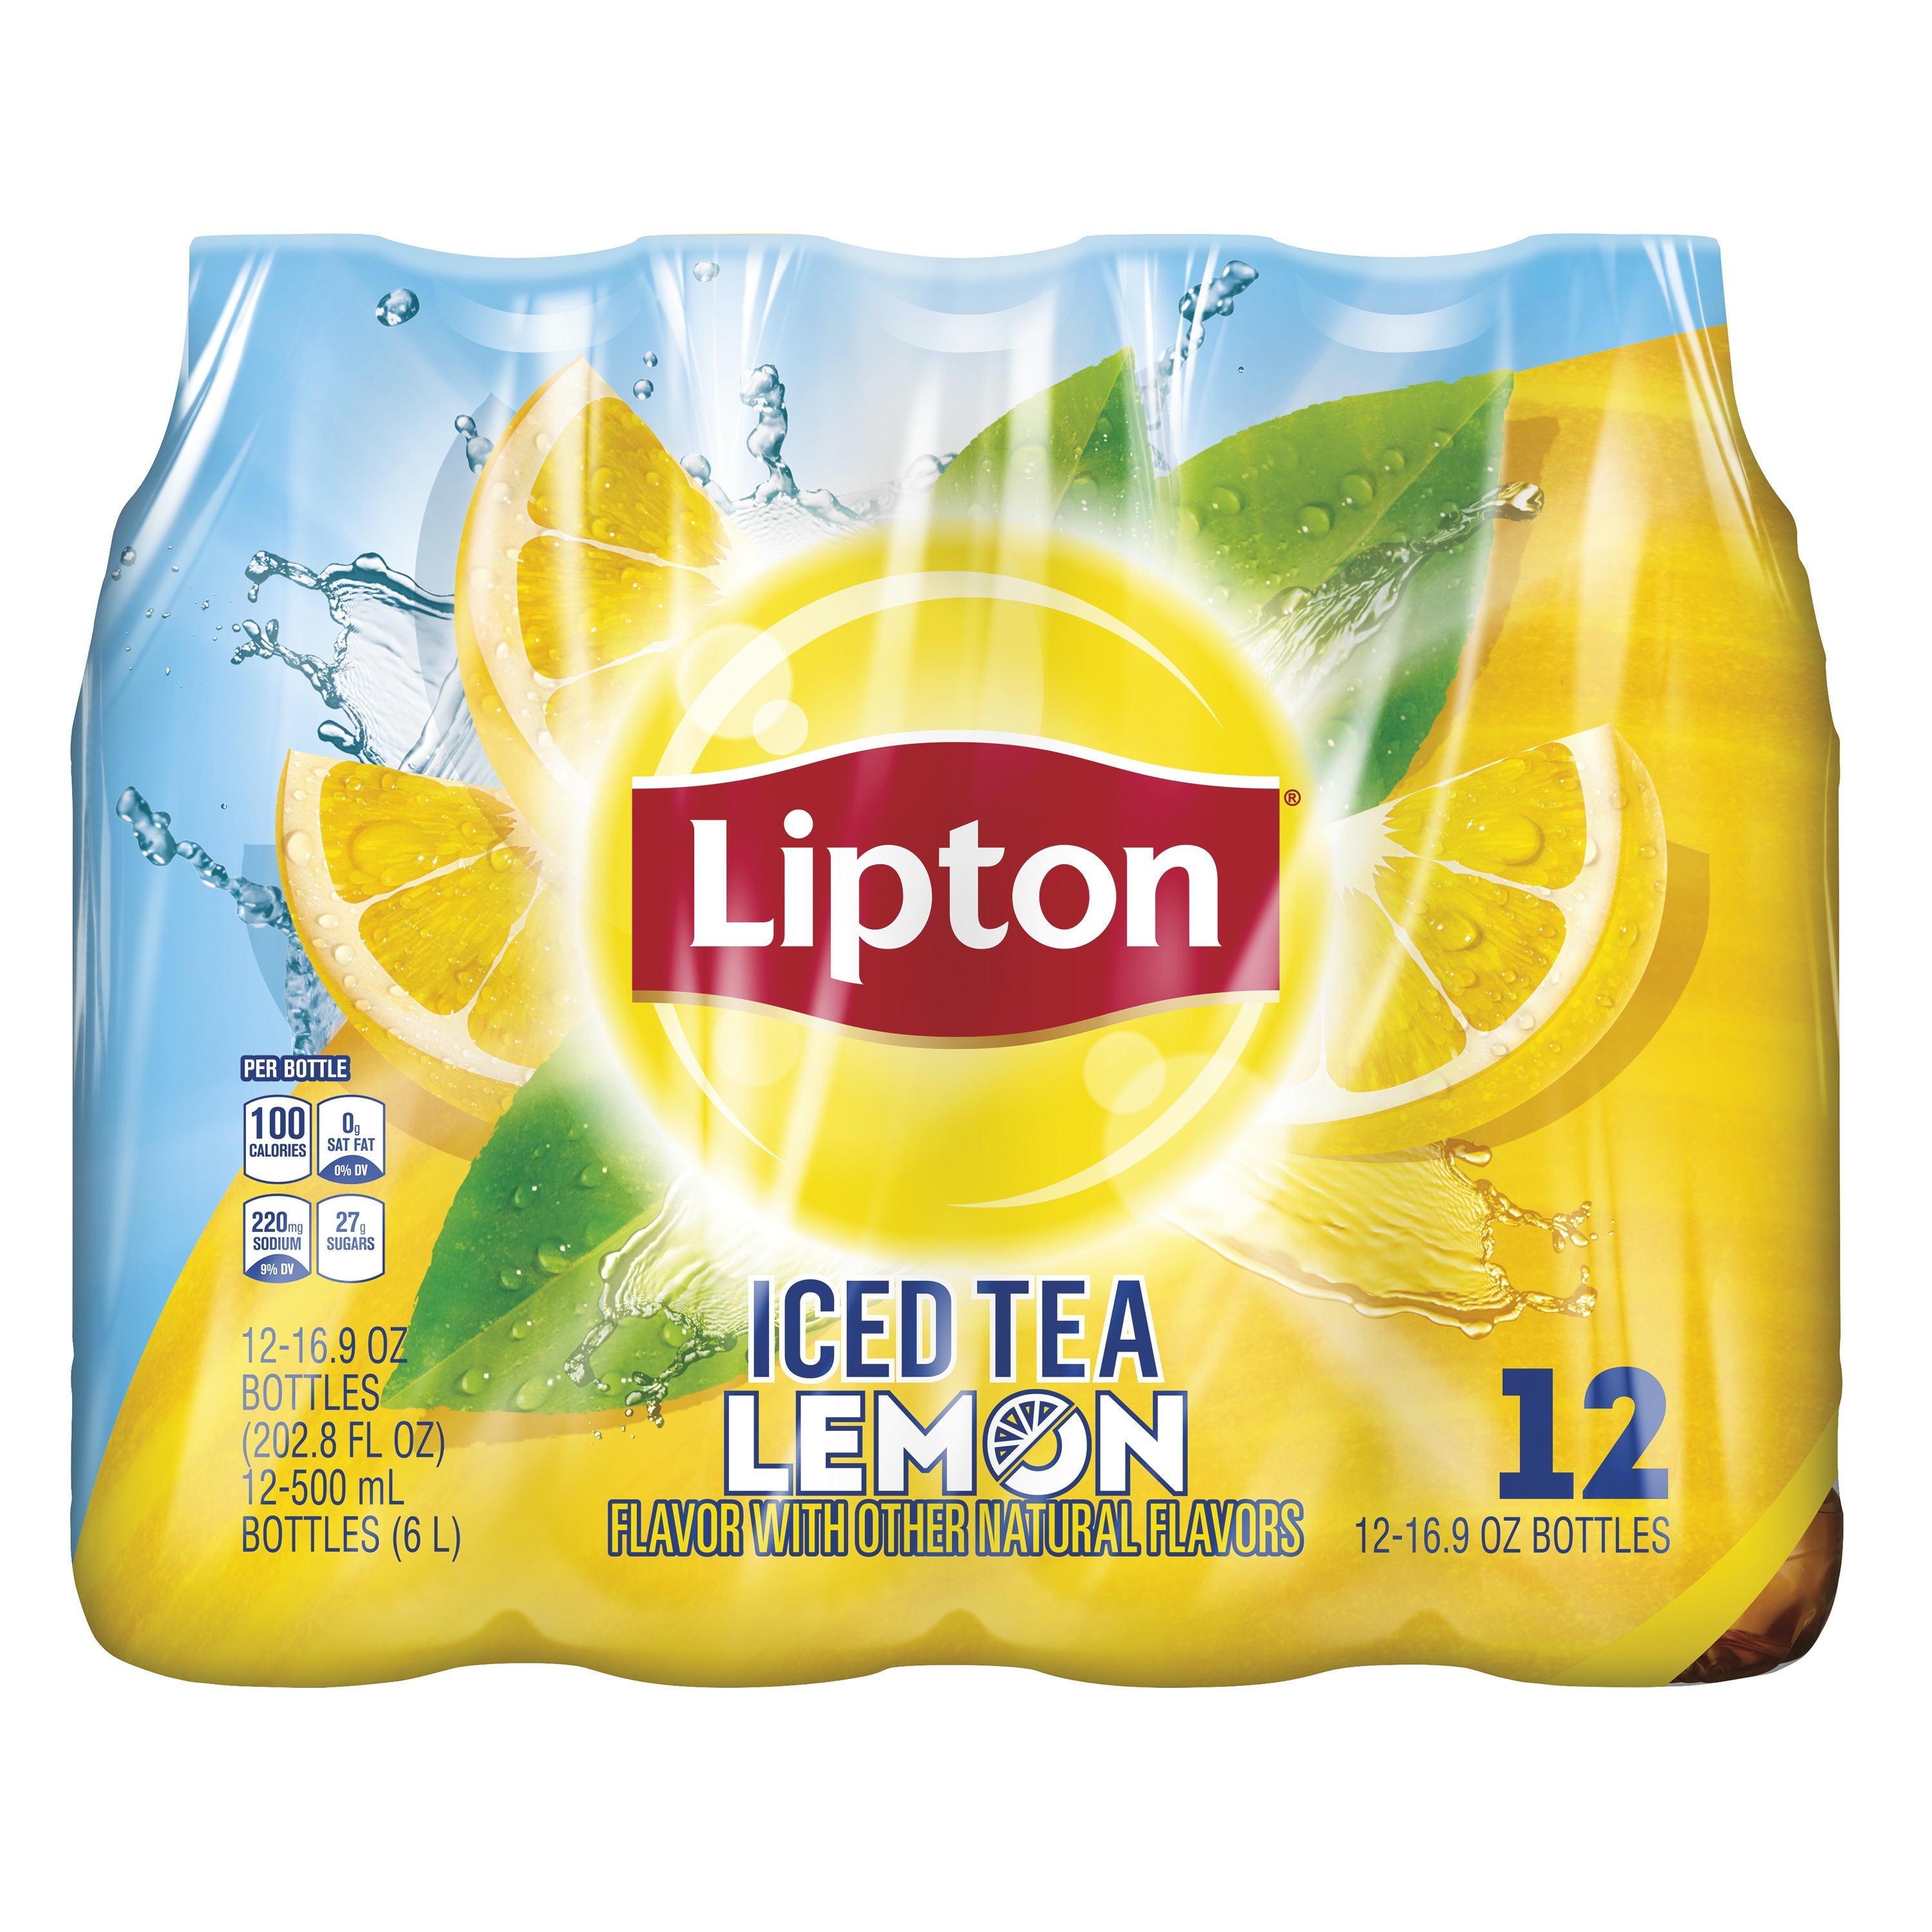 Lipton®
PER BOTTLE
100
CALORIES
0g
SAT FAT
0% DV
220mg
SODIUM
9% DV
27g
SUGARS
12-16.9 OZ
BOTTLES
(202.8 FL OZ)
12-500 mL
BOTTLES (6 L)
ICED TEA
LEMON
FLAVOR WITH OTHER NATURAL FLAVORS
12
12-16.9 OZ BOTTLES